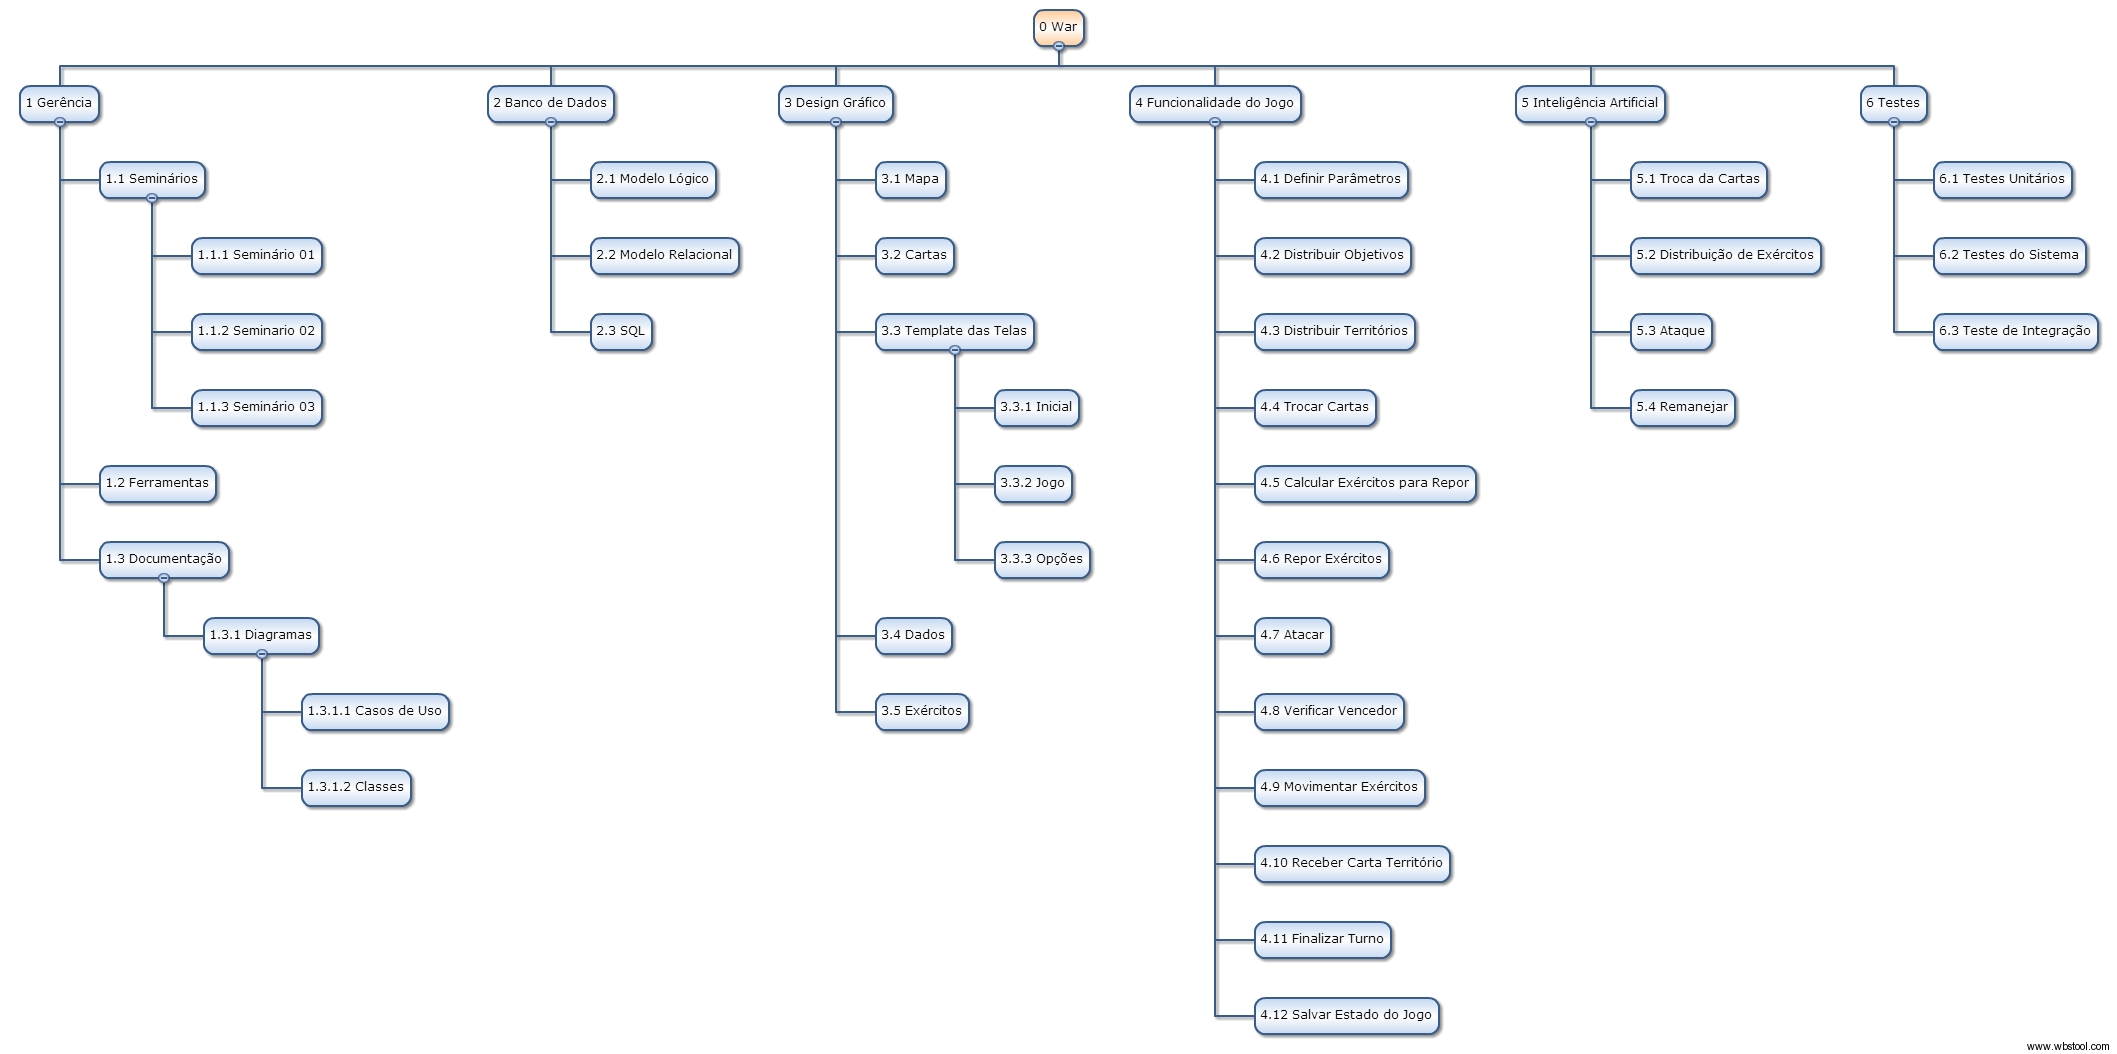 0 War
1 Gerência
1.1 Seminários
1.1.1 Seminário 01
1.1.2 Seminario 02
1.1.3 Seminário 03
1.2 Ferramentas
1.3 Documentação
1.3.1 Diagramas
1.3.1.1 Casos de Uso
1.3.1.2 Classes
2 Banco de Dados
2.1 Modelo Lógico
2.2 Modelo Relacional
2.3 SQL
3 Design Gráfico
3.1 Mapa
3.2 Cartas
3.3 Template das Telas
3.3.1 Inicial
3.3.2 Jogo
3.3.3 Opções
3.4 Dados
3.5 Exércitos
4 Funcionalidade do Jogo
4.1 Definir Parâmetros
4.2 Distribuir Objetivos
4.3 Distribuir Territórios
4.4 Trocar Cartas
4.5 Calcular Exércitos para Repor
4.6 Repor Exércitos
4.7 Atacar
4.8 Verificar Vencedor
4.9 Movimentar Exércitos
4.10 Receber Carta Território
4.11 Finalizar Turno
4.12 Salvar Estado do Jogo
5 Inteligência Artificial
5.1 Troca da Cartas
5.2 Distribuição de Exércitos
5.3 Ataque
5.4 Remanejar
6 Testes
6.1 Testes Unitários
6.2 Testes do Sistema
6.3 Teste de Integração
www.wbstool.com